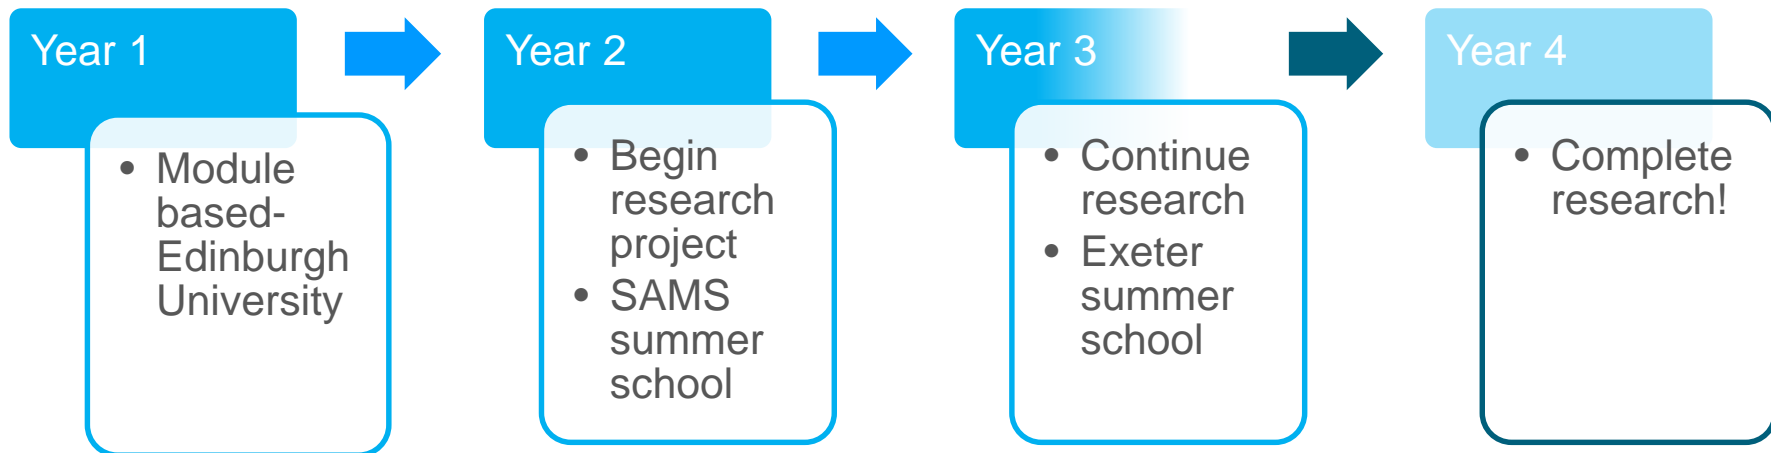 Year 1
• Module
based-
Edinburgh
University
Year 2
• Begin
research
project
• SAMS
summer
school
Year 3
• Continue
research
• Exeter
summer
school
Year 4
• Complete
research!